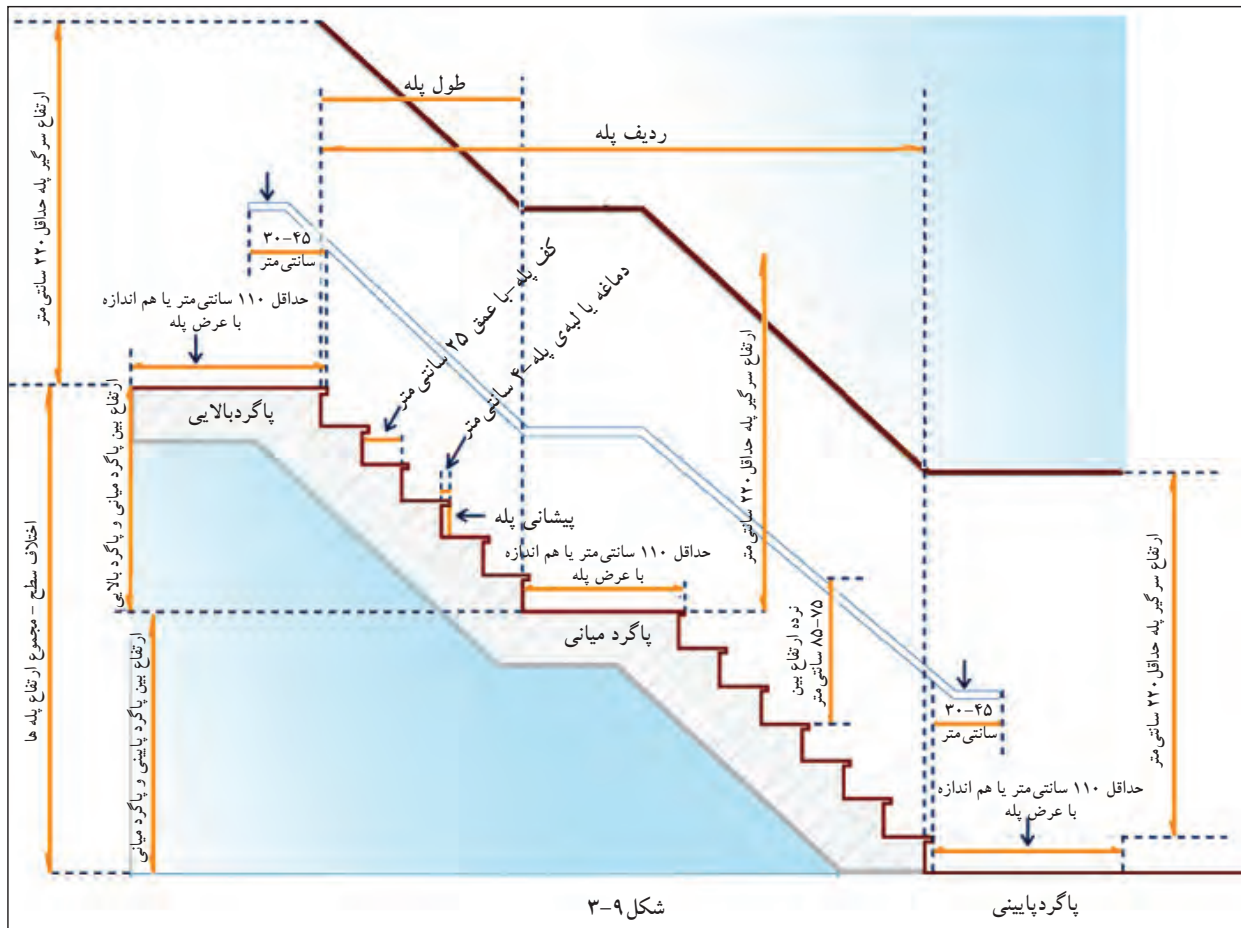 طول پله
ردیف پله
ارتفاع سرگیر پله حداقل ۲۲۰ سانتی‌متر
۳۰-۴۵
سانتی‌متر
حداقل ۱۱۰ سانتی‌متر یا هم اندازه
با عرض پله
کف پله-با عمق ۲۵ سانتی متر
دماغه یا لبه‌ی پله-۴ سانتی متر
پاگردبالایی
پیشانی پله
ارتفاع بین پاگرد میانی و پاگرد بالایی
ارتفاع سرگیر پله حداقل ۲۲۰ سانتی‌متر
حداقل ۱۱۰ سانتی‌متر یا هم اندازه
با عرض پله
پاگرد میانی
نرده ارتفاع بین
۸۵-۷۵ سانتی‌متر
اختلاف سطح - مجموع ارتفاع پله ها
ارتفاع بین پاگرد پایینی و پاگرد میانی
ارتفاع سرگیر پله حداقل ۲۲۰ سانتی‌متر
۳۰-۴۵
سانتی‌متر
حداقل ۱۱۰ سانتی‌متر یا هم اندازه
با عرض پله
پاگردپایینی
شکل ۹-۳